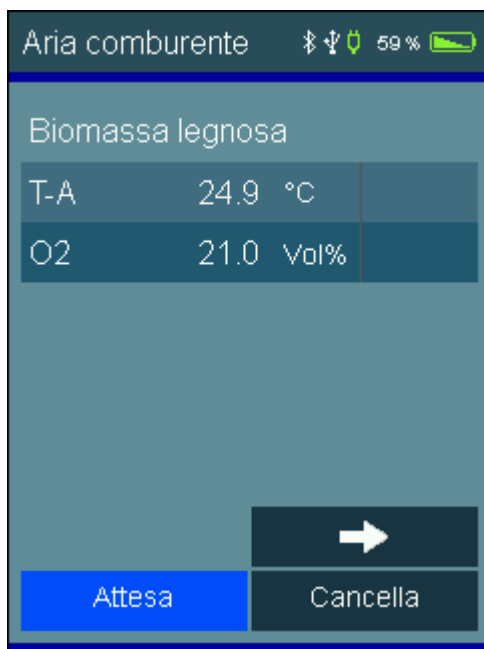 Aria comburente 59 %
Biomassa legnosa
T-A 24.9 °C
O2 21.0 Vol%
Attesa Cancella